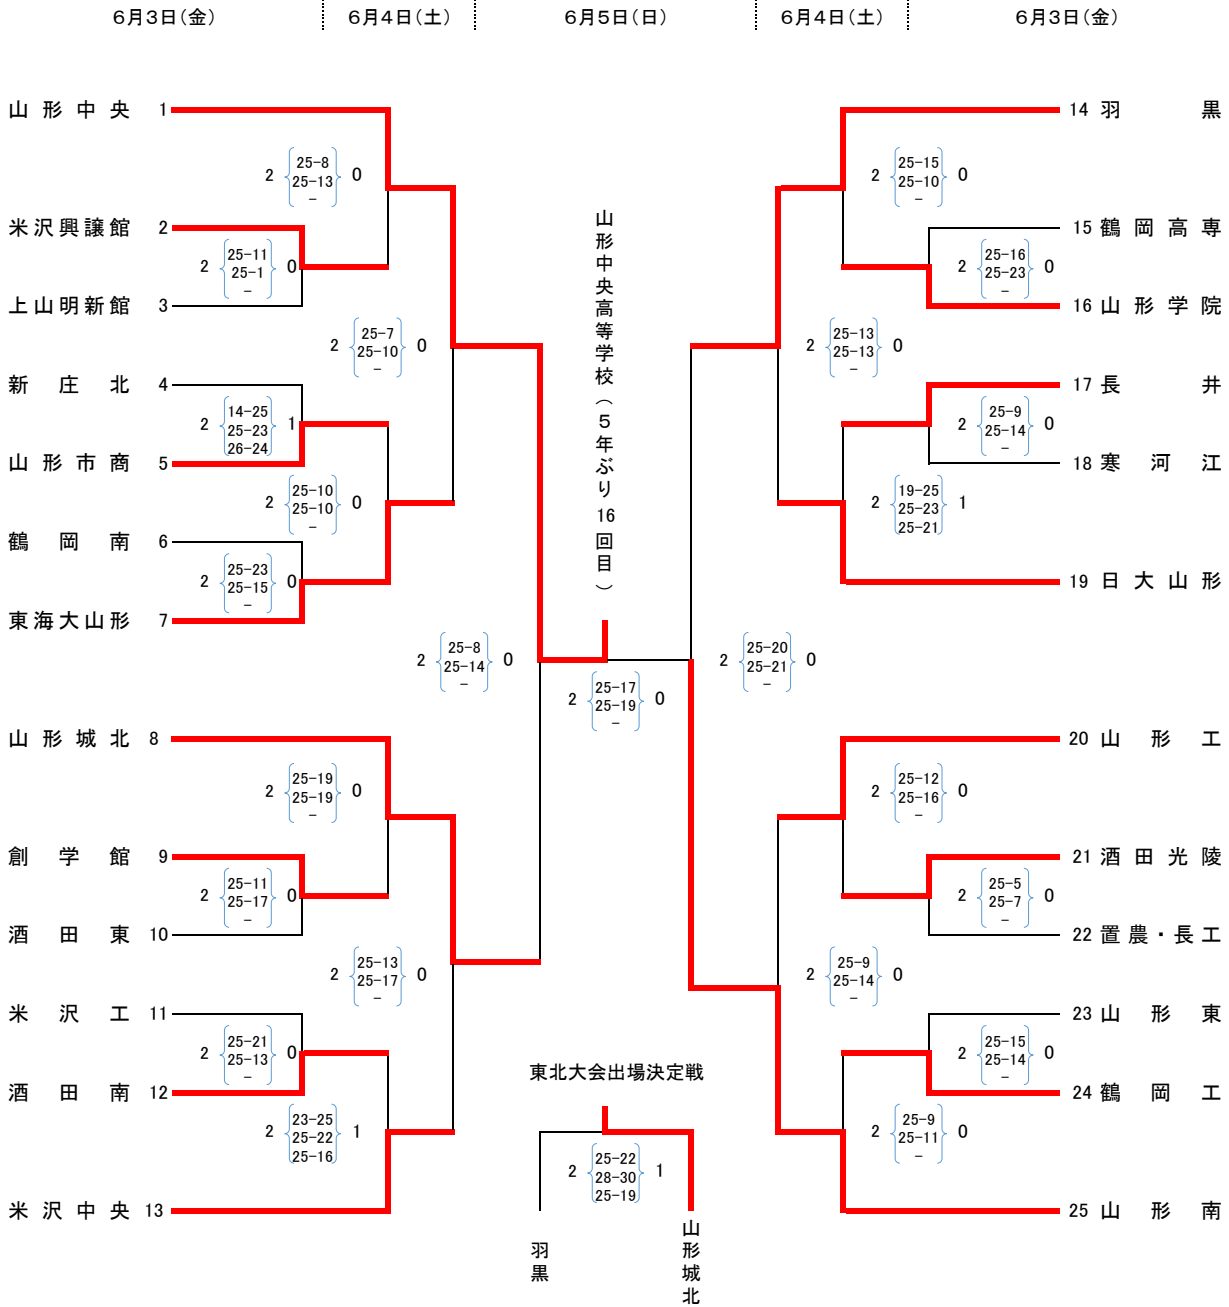 6月3日(金) 6月4日(土) 6月5日(日) 6月4日(土) 6月3日(金)
山形中央 1
2 25-8 0
25-13
-
米沢興譲館 2
2 25-11 0
25-1
-
上山明新館 3
2 25-7 0
25-10
-
新庄北 4
2 14-25 1
25-23
26-24
山形市商 5
2 25-10 0
25-10
-
鶴岡南 6
2 25-23 0
25-15
-
東海大山形 7
2 25-8 0
25-14
-
山形城北 8
2 25-19 0
25-19
-
創学館 9
2 25-11 0
25-17
-
酒田東 10
2 25-13 0
25-17
-
米沢工 11
2 25-21 0
25-13
-
酒田南 12
2 23-25 1
25-22
25-16
米沢中央 13
山形中央高等学校(5年ぶり16回目)
2 25-17 0
25-19
-
東北大会出場決定戦
2 25-22 1
28-30
25-19
羽黒
山形城北
14 羽黒
2 25-15 0
25-10
-
15 鶴岡高専
2 25-16 0
25-23
-
16 山形学院
2 25-13 0
25-13
-
17 長井
2 25-9 0
25-14
-
18 寒河江
2 19-25 1
25-23
25-21
19 日大山形
2 25-20 0
25-21
-
20 山形工
2 25-12 0
25-16
-
21 酒田光陵
2 25-5 0
25-7
-
22 置農・長工
2 25-9 0
25-14
-
23 山形東
2 25-15 0
25-14
-
24 鶴岡工
2 25-9 0
25-11
-
25 山形南